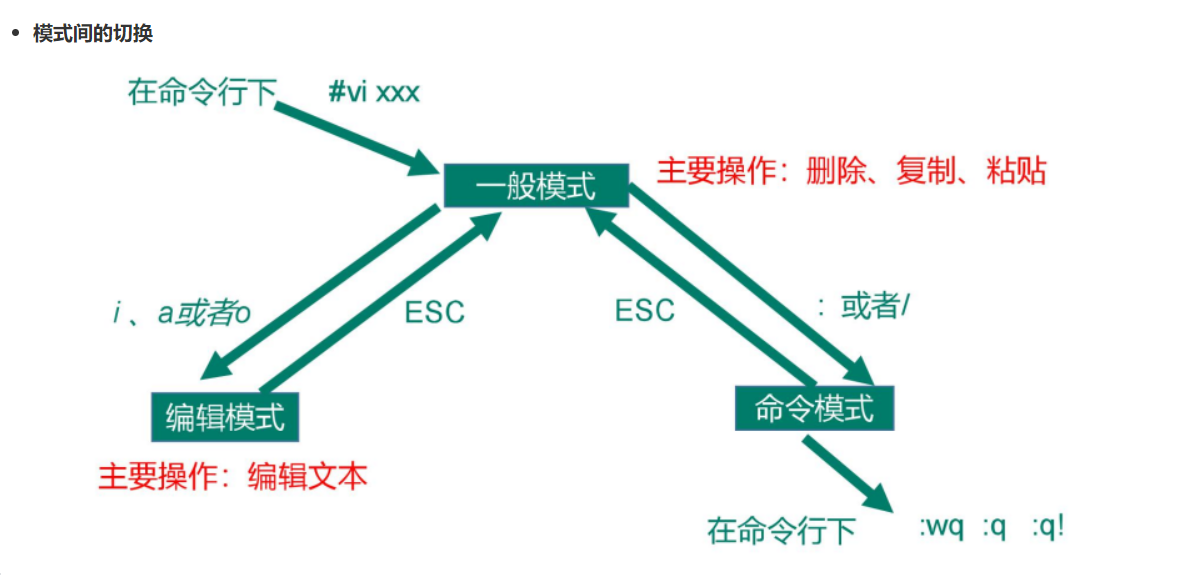 模式间的切换
在命令行下 #vi xxx
一般模式
主要操作：删除、复制、粘贴
i 、a或者o
ESC
ESC
: 或者/
编辑模式
命令模式
主要操作：编辑文本
在命令行下 :wq :q :q!